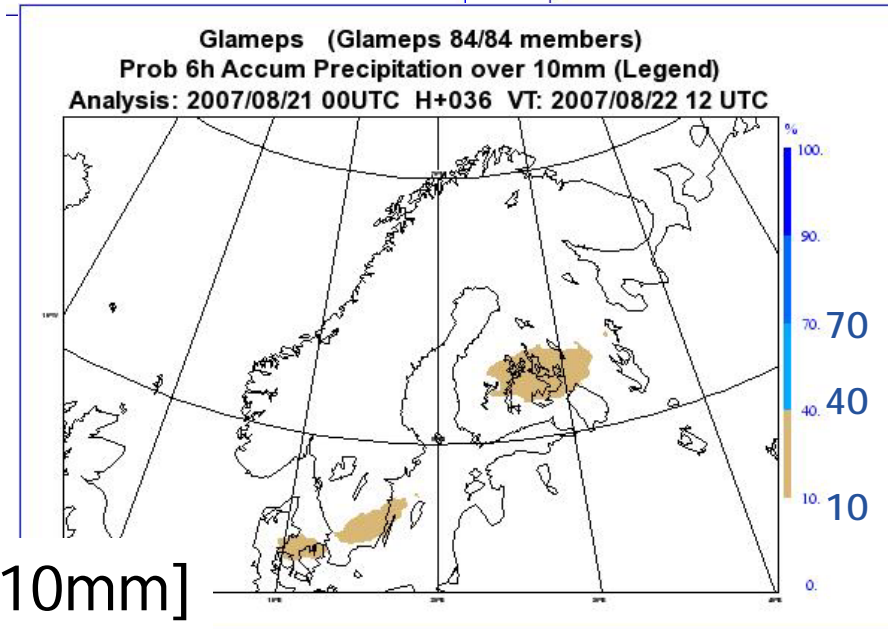 Glameps (Glameps 84/84 members)
Prob 6h Accum Precipitation over 10mm (Legend)
Analysis: 2007/08/21 00UTC H+036 VT: 2007/08/22 12 UTC
%
100.
90.
70. 70
40. 40
10. 10
0.
10mm]